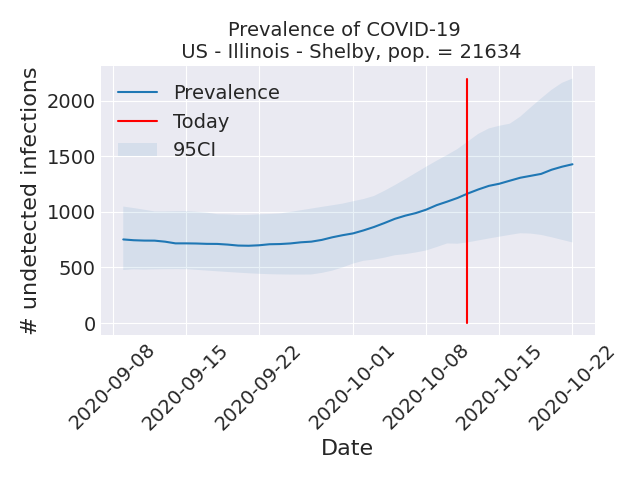 Prevalence of COVID-19
US - Illinois - Shelby, pop. = 21634
# undetected infections
2000
1500
1000
500
0
Prevalence
Today
95CI
2020-09-08
2020-09-15
2020-09-22
2020-10-01
2020-10-08
2020-10-15
2020-10-22
Date